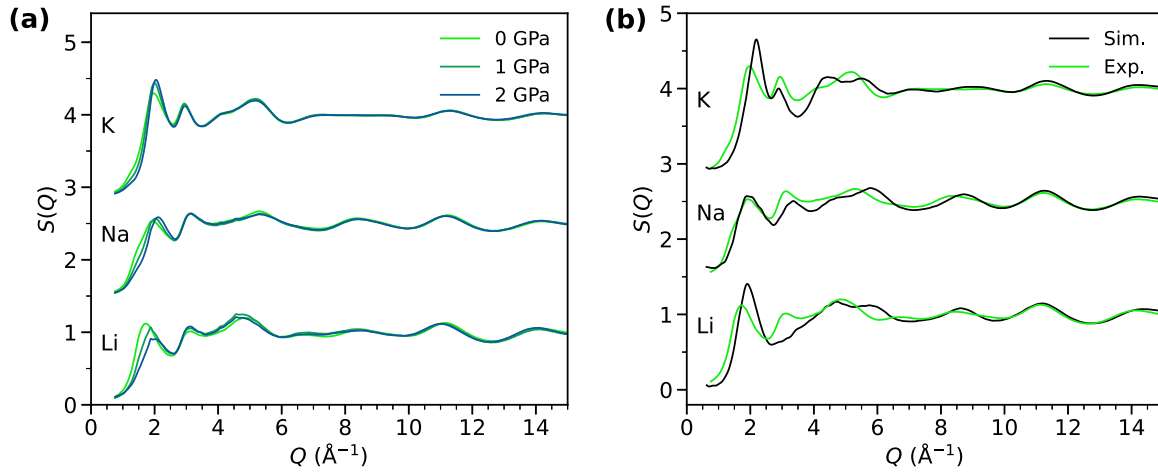 (a)
5
4
3
2
1
0
S(Q)
0 GPa
1 GPa
2 GPa
K
Na
Li
0 2 4 6 8 10 12 14
Q (Å⁻¹)
(b)
5
4
3
2
1
0
S(Q)
Sim.
Exp.
K
Na
Li
0 2 4 6 8 10 12 14
Q (Å⁻¹)